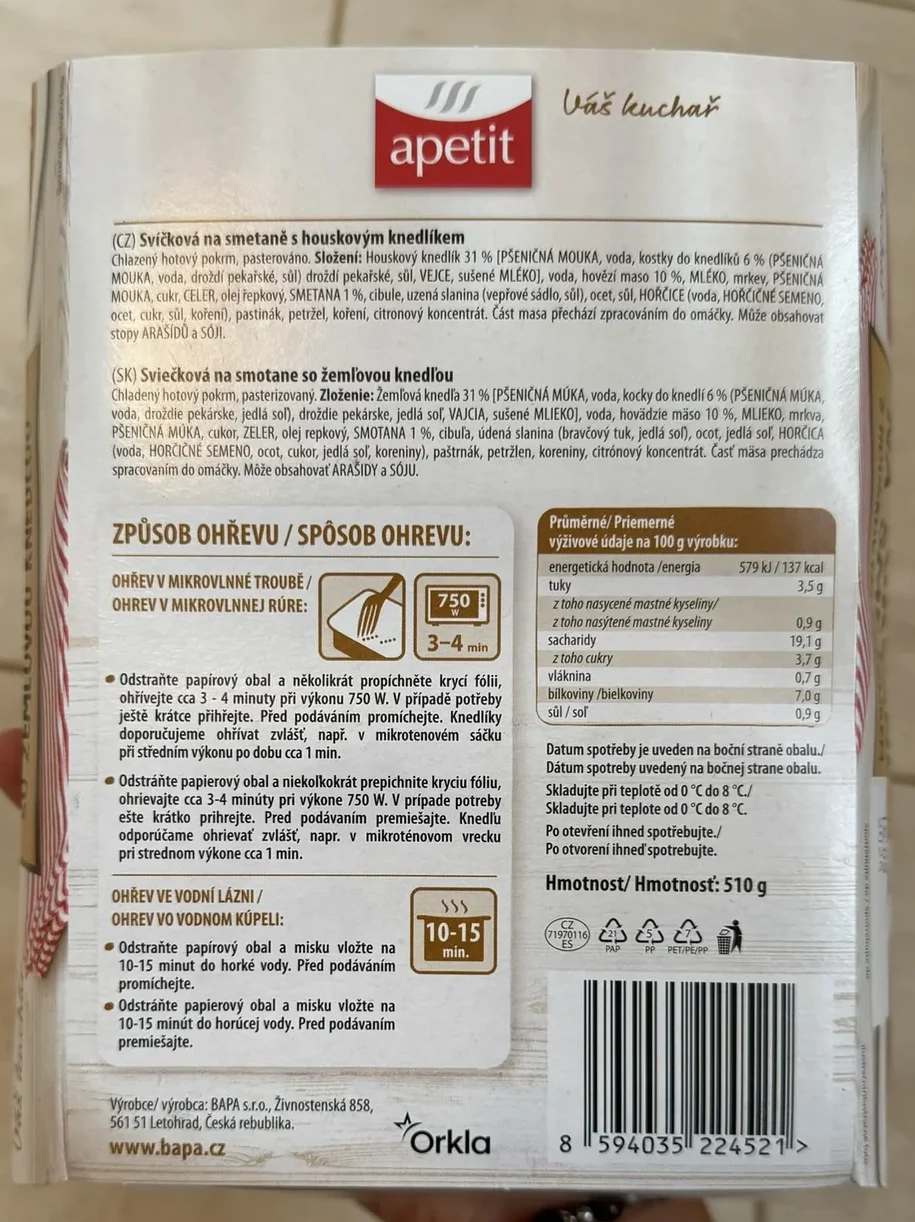 apetit
Váš kuchař
(CZ) Svíčková na smetaně s houskovým knedlíkem
Chlazený hotový pokrm, pasterováno. Složení: Houskový knedlík 31 % [PŠENIČNÁ MOUKA, voda, kostky do knedlíků 6 % (PŠENIČNÁ
MOUKA, voda, droždí pekařské, sůl) droždí pekařské, sůl, VEJCE, sušené MLÉKO], voda, hovězí maso 10 %, MLÉKO, mrkev, PŠENIČNÁ
MOUKA, cukr, CELER, olej řepkový, SMETANA 1 %, cibule, uzená slanina (vepřové sádlo, sůl), ocet, sůl, HOŘČICE (voda, HOŘČIČNÉ SEMENO,
ocet, cukr, sůl, koření), pastinák, petržel, koření, citronový koncentrát. Část masa přechází zpracováním do omáčky. Může obsahovat
stopy ARAŠÍDŮ a SÓJI.
(SK) Sviečková na smotane so žemľovou knedľou
Chladený hotový pokrm, pasterizovaný. Zloženie: Žemľová knedľa 31 % [PŠENIČNÁ MÚKA, voda, kocky do knedlí 6 % (PŠENIČNÁ MÚKA,
voda, droždie pekárske, jedlá soľ), droždie pekárske, jedlá soľ, VAJCIA, sušené MLIEKO], voda, hovädzie mäso 10 %, MLIEKO, mrkva,
PŠENIČNÁ MÚKA, cukor, ZELER, olej repkový, SMOTANA 1 %, cibuľa, údená slanina (bravčový tuk, jedlá soľ), ocot, jedlá soľ, HORČICA
(voda, HORČIČNÉ SEMENO, ocot, cukor, jedlá soľ, koreniny), paštrnák, petržlen, koreniny, citrónový koncentrát. Časť mäsa prechádza
spracovaním do omáčky. Môže obsahovať ARAŠIDY a SÓJU.
ZPŮSOB OHŘEVU / SPÔSOB OHREVU:
OHŘEV V MIKROVLNNÉ TROUBĚ /
OHREV V MIKROVLNNEJ RÚRE:
750
W
3-4 min
• Odstraňte papírový obal a několikrát propíchněte krycí fólii,
ohřívejte cca 3 - 4 minuty při výkonu 750 W. V případě potřeby
ještě krátce přihřejte. Před podáváním promíchejte. Knedlíky
doporučujeme ohřívat zvlášť, např. v mikrotenovém sáčku
při středním výkonu po dobu cca 1 min.
• Odstráňte papierový obal a niekoľkokrát prepichnite kryciu fóliu,
ohrievajte cca 3-4 minúty pri výkone 750 W. V prípade potreby
ešte krátko prihrejte. Pred podávaním premiešajte. Knedľu
odporúčame ohrievať zvlášť, napr. v mikroténovom vrecku
pri strednom výkone cca 1 min.
OHŘEV VE VODNÍ LÁZNI /
OHREV VO VODNOM KÚPELI:
10-15
min.
• Odstraňte papírový obal a misku vložte na
10-15 minut do horké vody. Před podáváním
promíchejte.
• Odstráňte papierový obal a misku vložte na
10-15 minút do horúcej vody. Pred podávaním
premiešajte.
Průměrné/ Priemerné
výživové údaje na 100 g výrobku:
energetická hodnota /energia 579 kJ / 137 kcal
tuky 3,5 g
z toho nasycené mastné kyseliny/
z toho nasýtené mastné kyseliny 0,9 g
sacharidy 19,1 g
z toho cukry 3,7 g
vláknina 0,7 g
bílkoviny /bielkoviny 7,0 g
sůl / soľ 0,9 g
Datum spotřeby je uveden na boční straně obalu./
Dátum spotreby uvedený na bočnej strane obalu.
Skladujte při teplotě od 0 °C do 8 °C./
Skladujte pri teplote od 0 °C do 8 °C.
Po otevření ihned spotřebujte./
Po otvorení ihneď spotrebujte.
Hmotnost/ Hmotnosť: 510 g
CZ
71970116
ES
21
PAP
5
PP
7
PET/PE/PP
Výrobce/ výrobca: BAPA s.r.o., Živnostenská 858,
561 51 Letohrad, Česká rebublika.
www.bapa.cz
Orkla
8 594035 224521 >